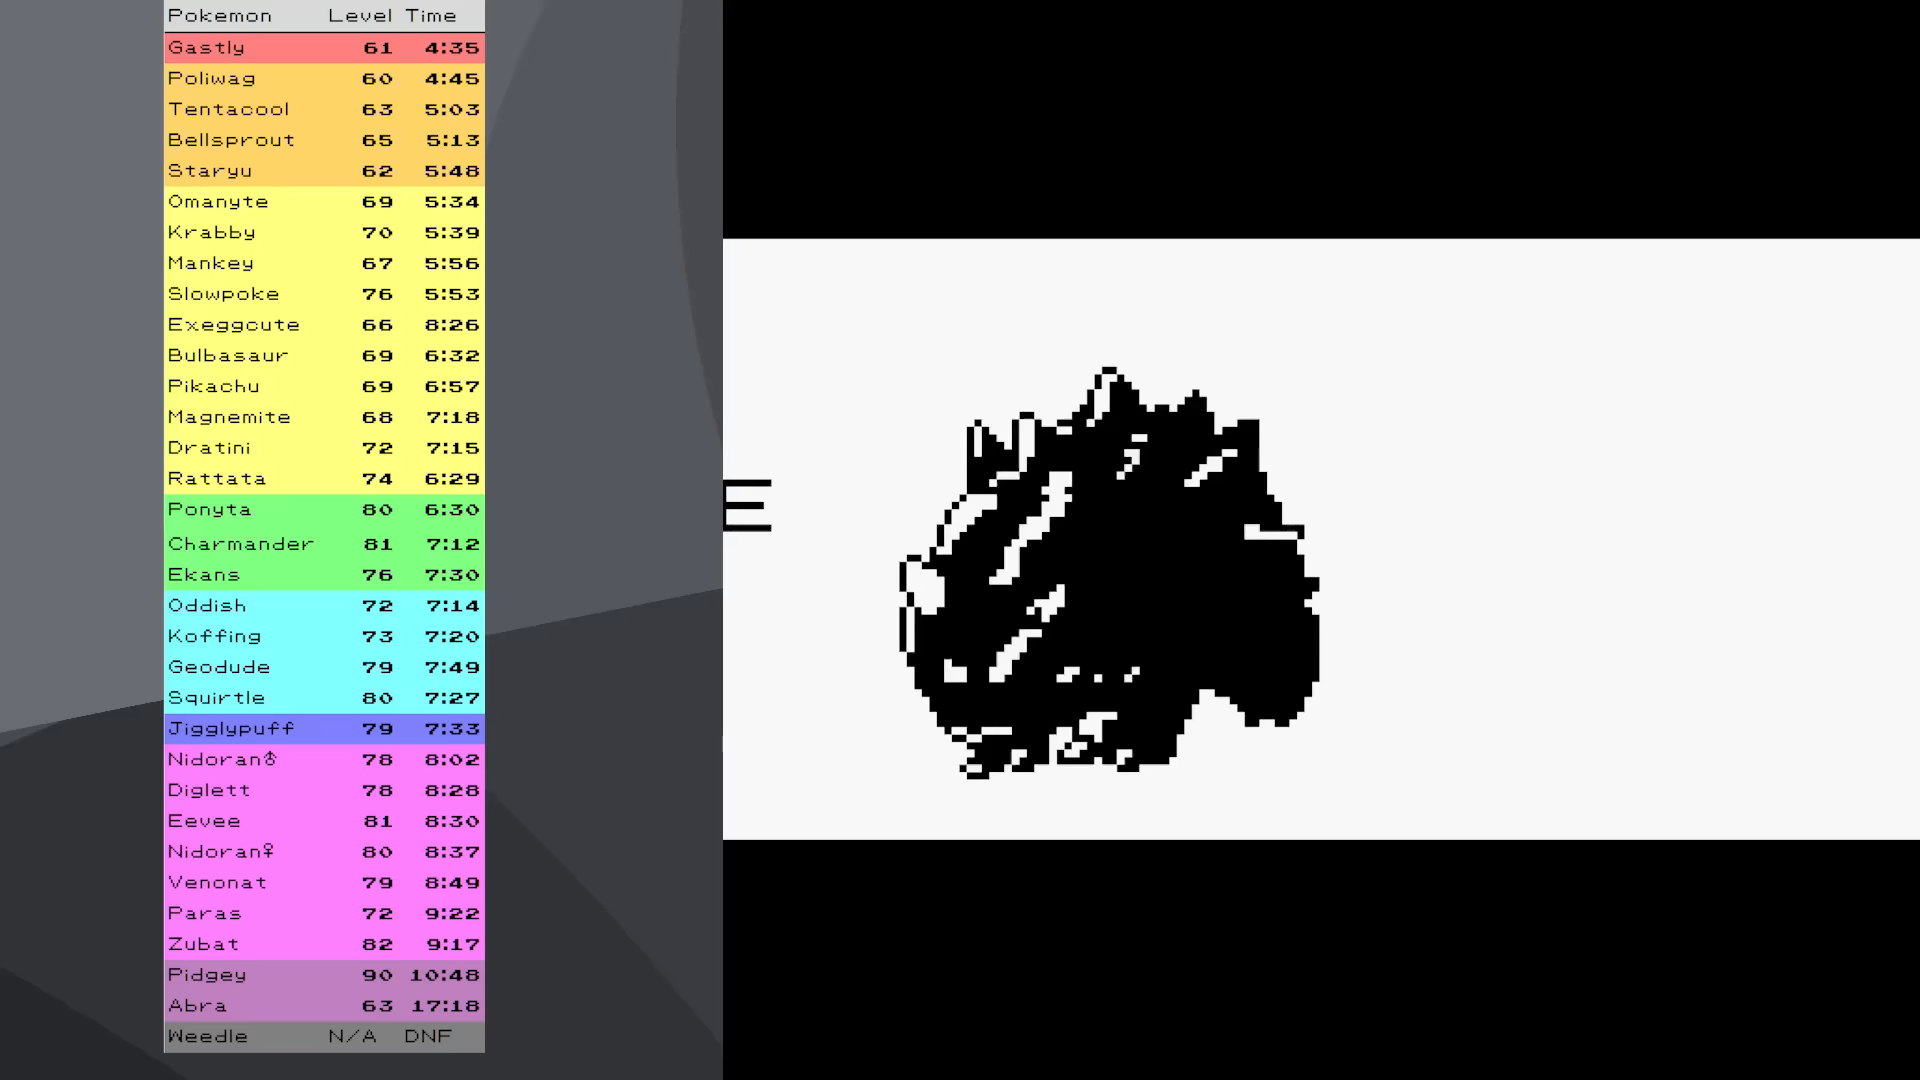 Pokemon Level Time
Gastly 61 4:35
Poliwag 60 4:45
Tentacool 63 5:03
Bellsprout 65 5:13
Staryu 62 5:48
Omanyte 69 5:34
Krabby 70 5:39
Mankey 67 5:56
Slowpoke 76 5:53
Exeggcute 66 8:26
Bulbasaur 69 6:32
Pikachu 69 6:57
Magnemite 68 7:18
Dratini 72 7:15
Rattata 74 6:29
Ponyta 80 6:30
Charmander 81 7:12
Ekans 76 7:30
Oddish 72 7:14
Koffing 73 7:20
Geodude 79 7:49
Squirtle 80 7:27
Jigglypuff 79 7:33
Nidoran♂ 78 8:02
Diglett 78 8:28
Eevee 81 8:30
Nidoran♀ 80 8:37
Venonat 79 8:49
Paras 72 9:22
Zubat 82 9:17
Pidgey 90 10:48
Abra 63 17:18
Weedle N/A DNF
E